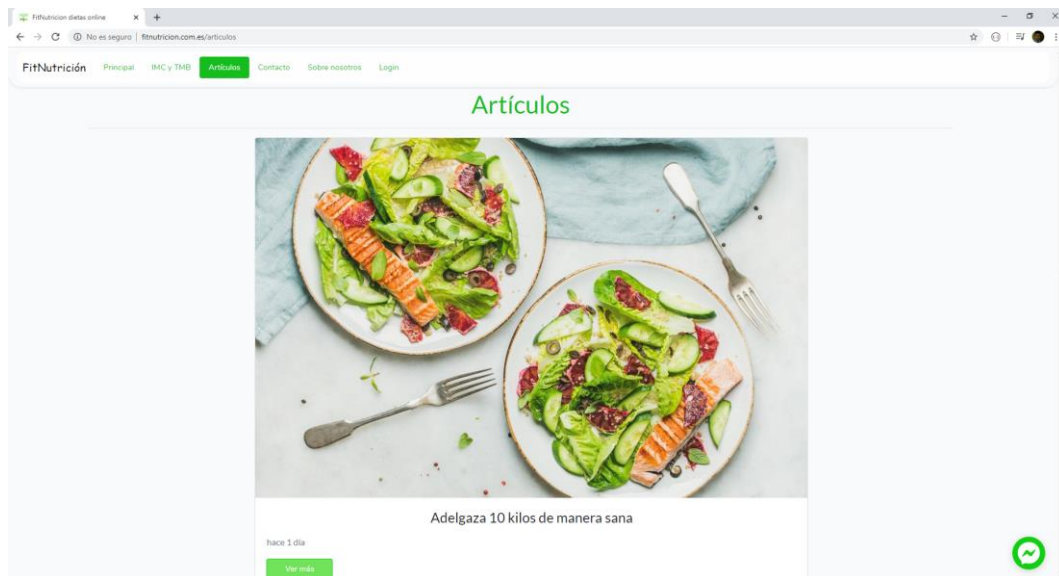 FitNutricion dietas online
No es seguro | fitnutricion.com.es/articulos
FitNutrición Principal IMC y TMB Artículos Contacto Sobre nosotros Login
Artículos
Adelgaza 10 kilos de manera sana
hace 1 día
Ver más